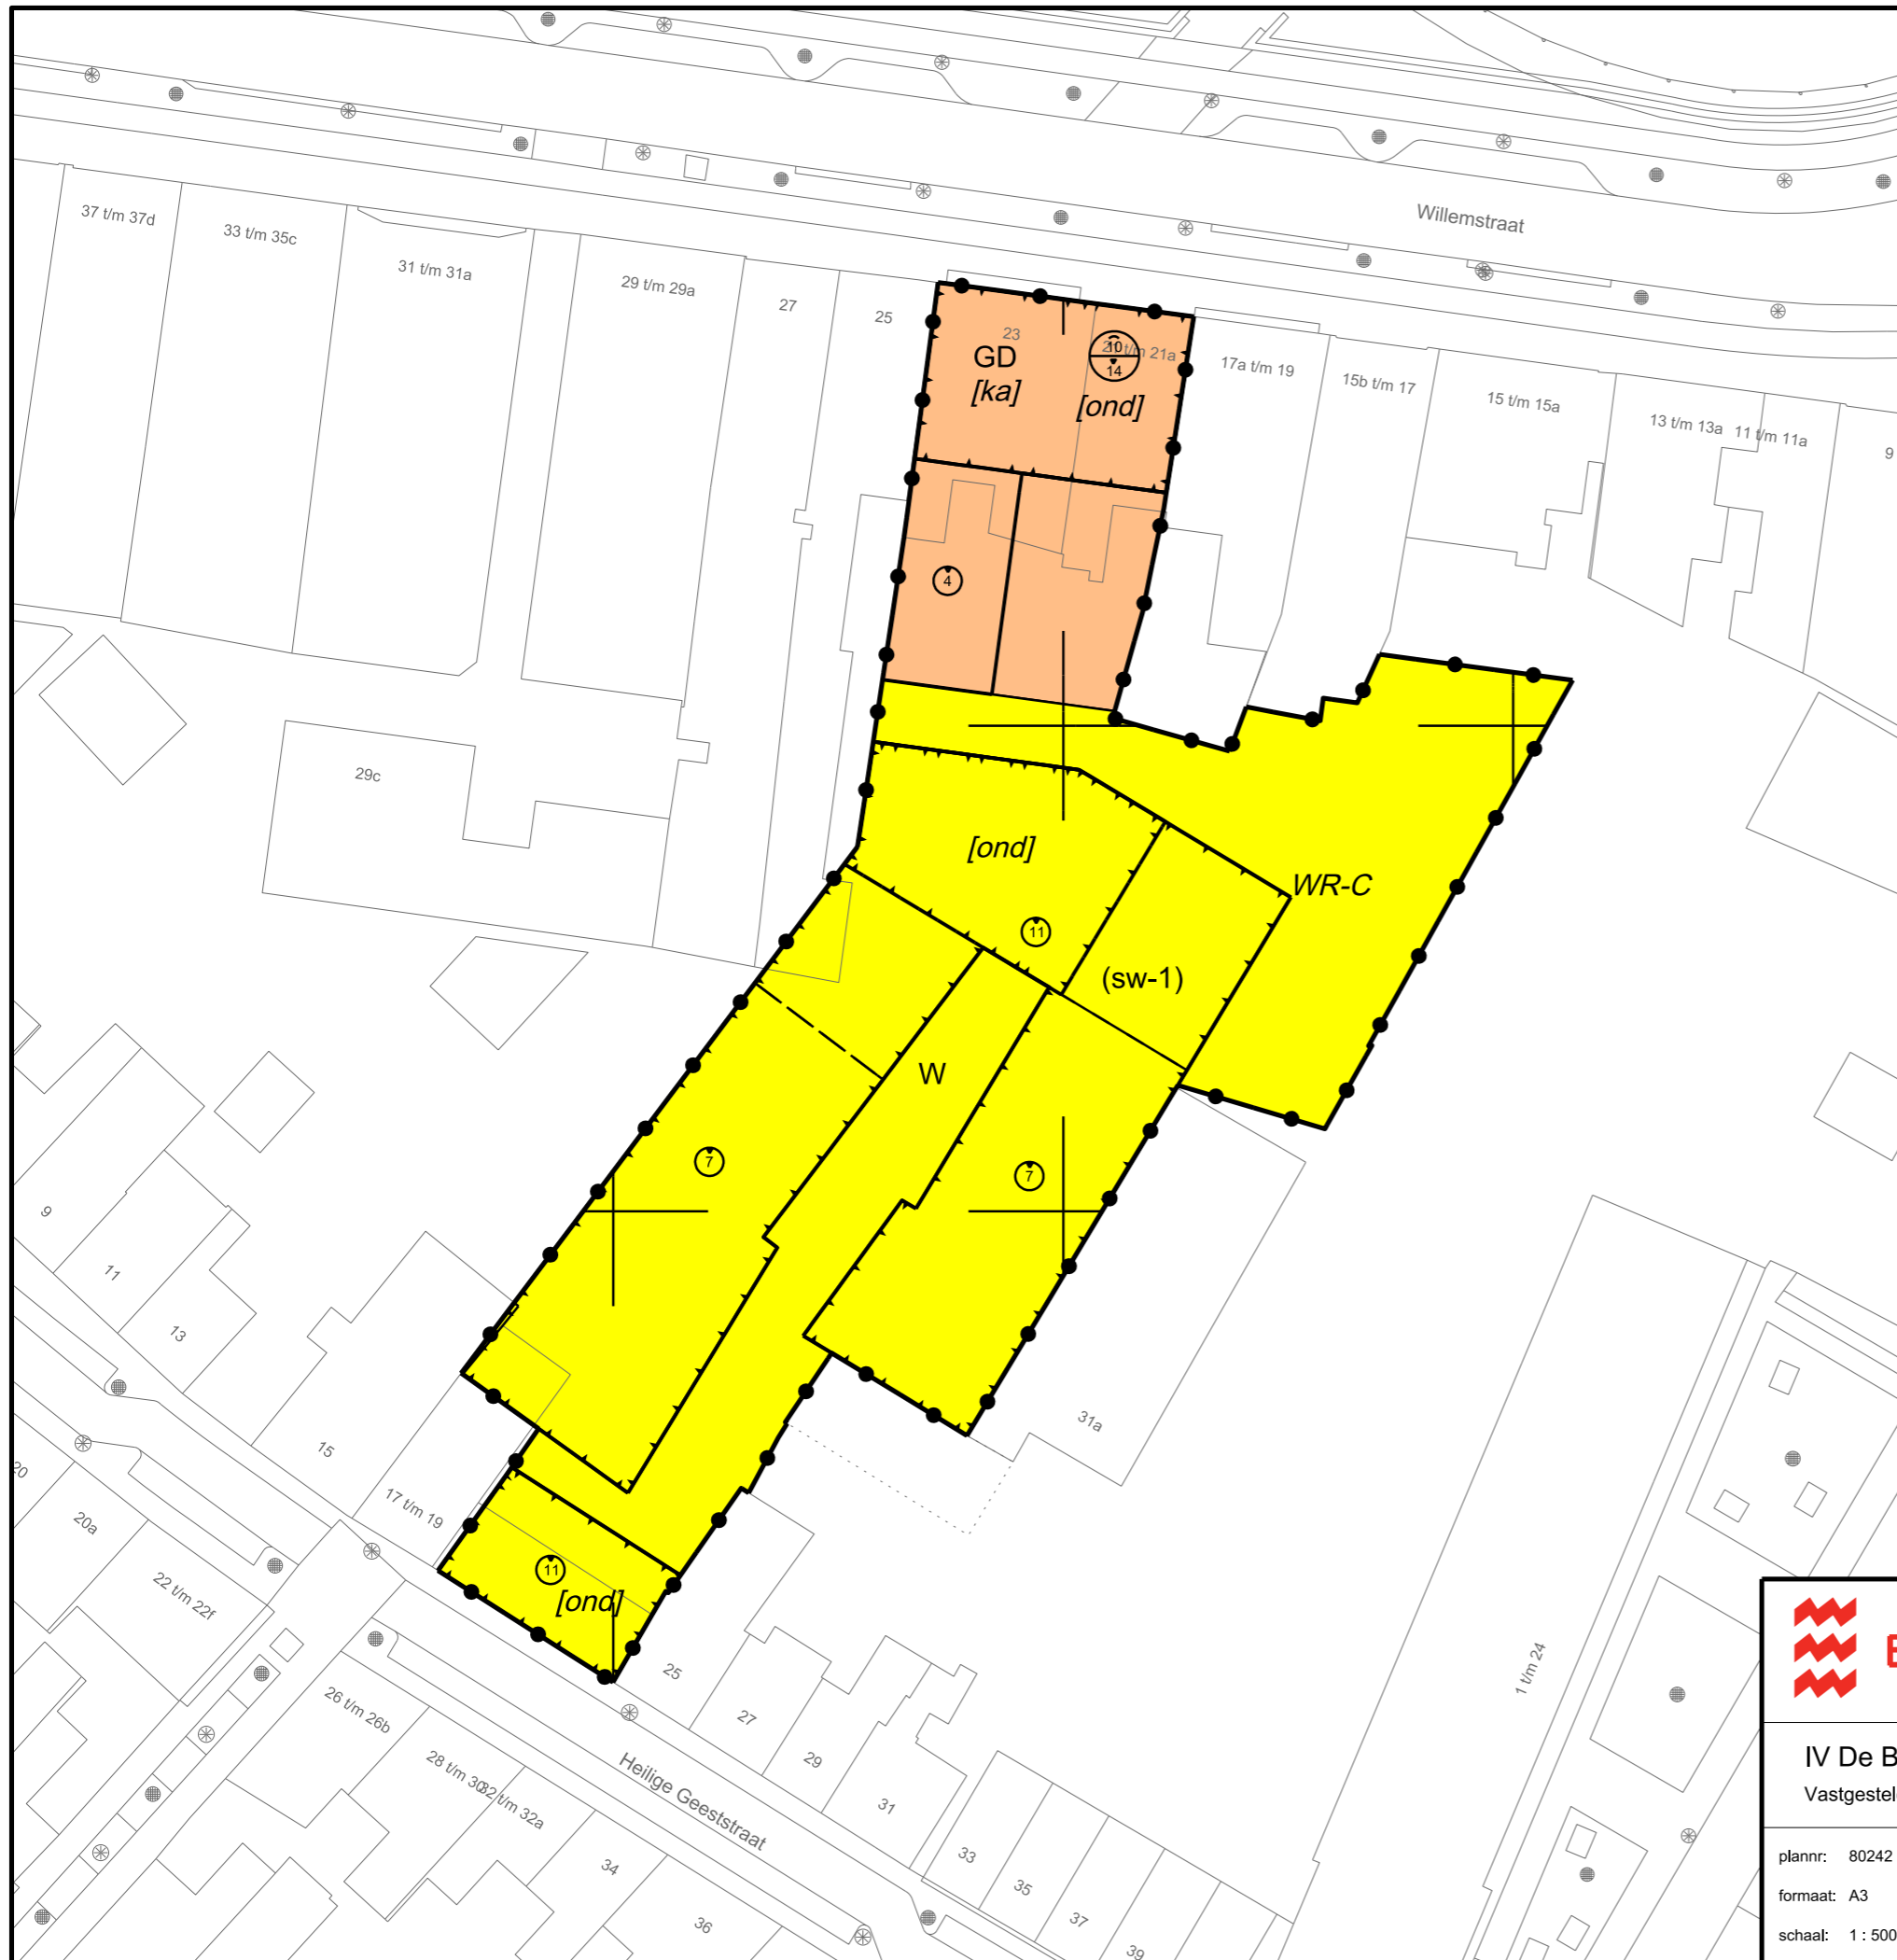 Willemstraat
37 t/m 37d
33 t/m 35c
31 t/m 31a
29 t/m 29a
27
25
23
GD
[ka]
10
14
t/m 21a
[ond]
17a t/m 19
15b t/m 17
15 t/m 15a
13 t/m 13a
11 t/m 11a
9
4
29c
[ond]
WR-C
11
(sw-1)
W
7
7
9
11
13
15
17 t/m 19
31a
20
20a
22 t/m 22f
11
[ond]
25
27
29
31
33
35
37
39
1 t/m 24
26 t/m 26b
28 t/m 30
32 t/m 32a
34
36
Heilige Geeststraat
IV De B
Vastgestel
plannr: 80242
formaat: A3
schaal: 1 : 500